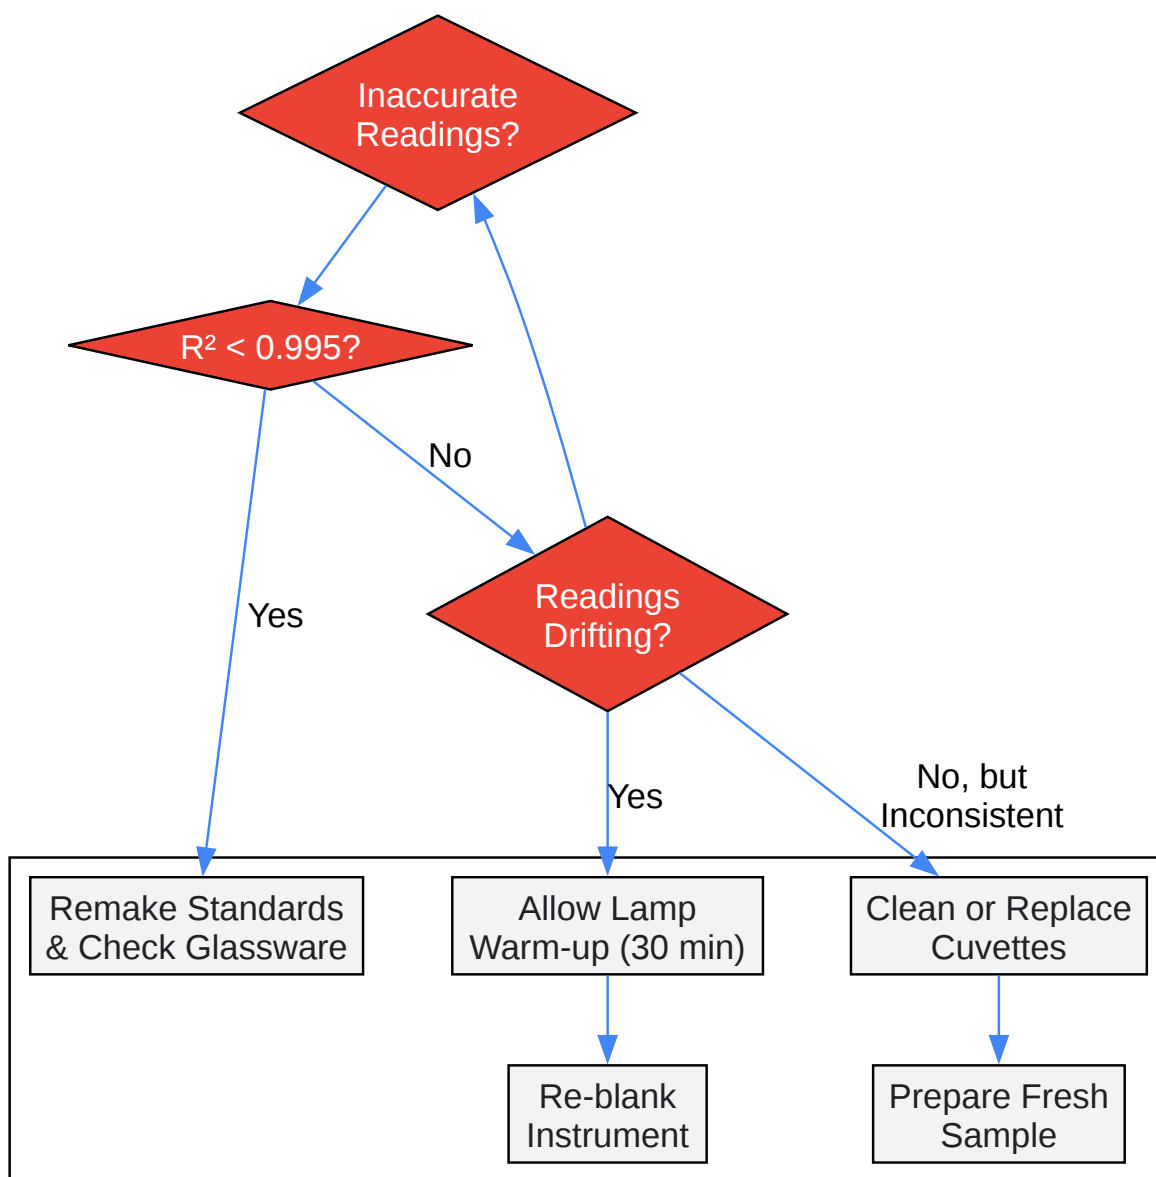 Inaccurate
Readings?
R² < 0.995?
No
Yes
Readings
Drifting?
Yes
No, but
Inconsistent
Remake Standards
& Check Glassware
Allow Lamp
Warm-up (30 min)
Clean or Replace
Cuvettes
Re-blank
Instrument
Prepare Fresh
Sample